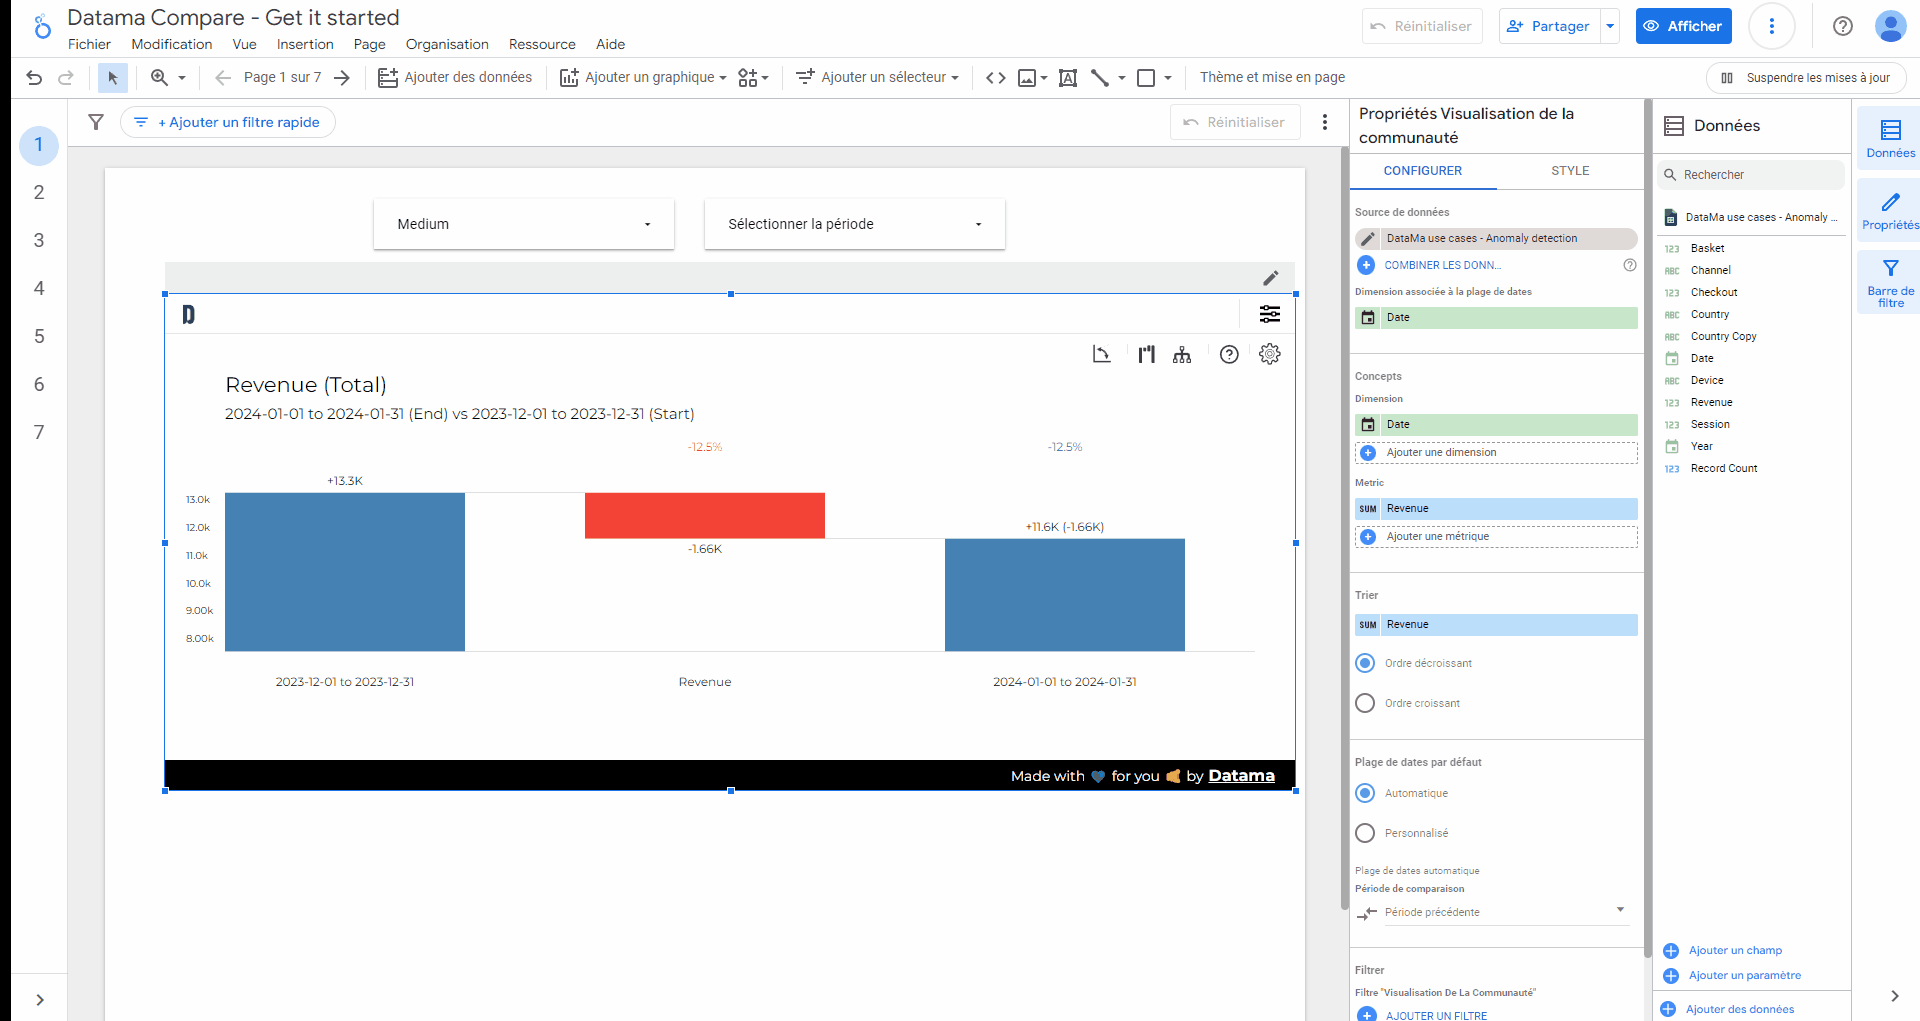 Datama Compare - Get it started
Fichier Modification Vue Insertion Page Organisation Ressource Aide
Réinitialiser Partager Afficher
Page 1 sur 7 Ajouter des données Ajouter un graphique Ajouter un sélecteur Thème et mise en page Suspendre les mises à jour
1
2
3
4
5
6
7
+ Ajouter un filtre rapide
Réinitialiser
Medium
Sélectionner la période
Revenue (Total)
2024-01-01 to 2024-01-31 (End) vs 2023-12-01 to 2023-12-31 (Start)
-12.5% -12.5%
+13.3K
+11.6K (-1.66K)
-1.66K
13.0k
12.0k
11.0k
10.0k
9.00k
8.00k
2023-12-01 to 2023-12-31 Revenue 2024-01-01 to 2024-01-31
Made with 💙 for you 🤜 by Datama
Propriétés Visualisation de la
communauté
CONFIGURER STYLE
Source de données
DataMa use cases - Anomaly detection
COMBINER LES DONN...
Dimension associée à la plage de dates
Date
Concepts
Dimension
Date
Ajouter une dimension
Metric
SUM Revenue
Ajouter une métrique
Trier
SUM Revenue
Ordre décroissant
Ordre croissant
Plage de dates par défaut
Automatique
Personnalisé
Plage de dates automatique
Période de comparaison
Période précédente
Filtrer
Filtre "Visualisation De La Communauté"
AJOUTER UN FILTRE
Données
Rechercher
DataMa use cases - Anomaly ...
123 Basket
ABC Channel
123 Checkout
ABC Country
ABC Country Copy
Date
ABC Device
123 Revenue
123 Session
Year
123 Record Count
Ajouter un champ
Ajouter un paramètre
Ajouter des données
Données
Propriétés
Barre de
filtre